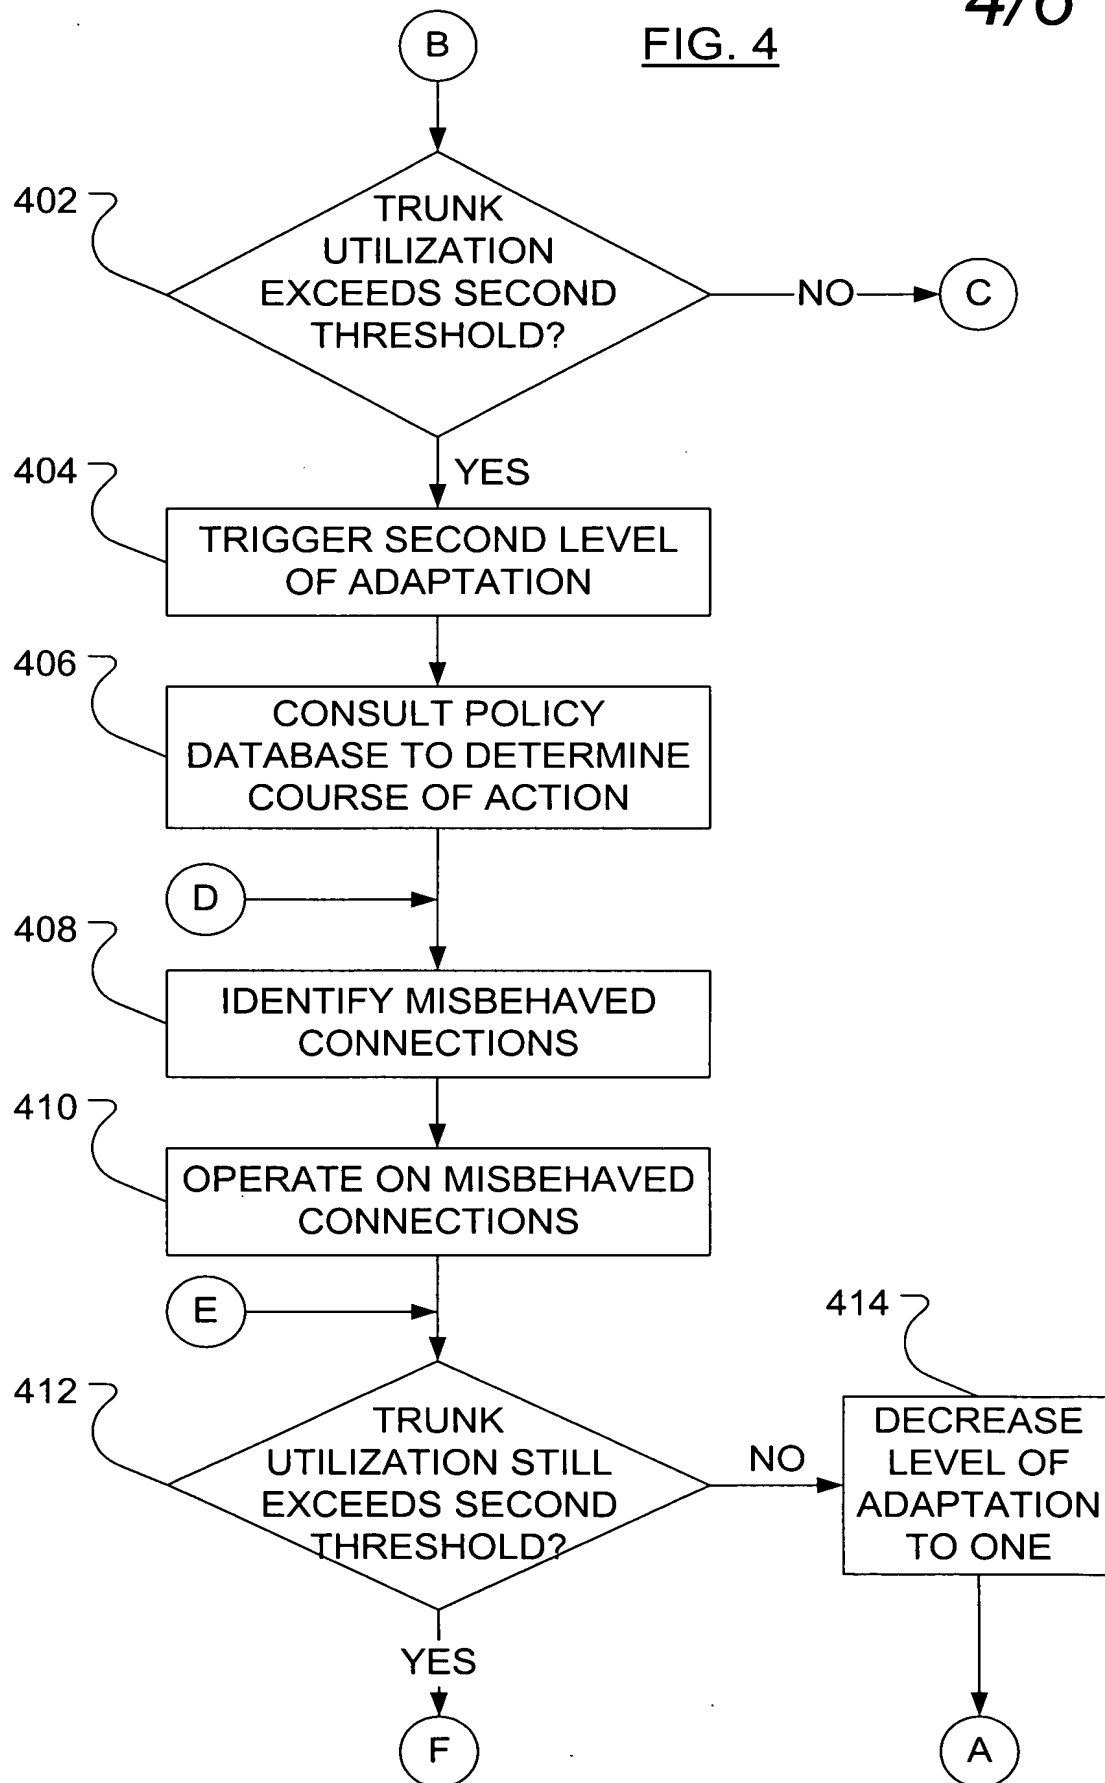 4/6
B
FIG. 4
402
TRUNK
UTILIZATION
EXCEEDS SECOND
THRESHOLD?
NO
C
YES
404
TRIGGER SECOND LEVEL
OF ADAPTATION
406
CONSULT POLICY
DATABASE TO DETERMINE
COURSE OF ACTION
D
408
IDENTIFY MISBEHAVED
CONNECTIONS
410
OPERATE ON MISBEHAVED
CONNECTIONS
E
414
412
TRUNK
UTILIZATION STILL
EXCEEDS SECOND
THRESHOLD?
NO
DECREASE
LEVEL OF
ADAPTATION
TO ONE
YES
F
A